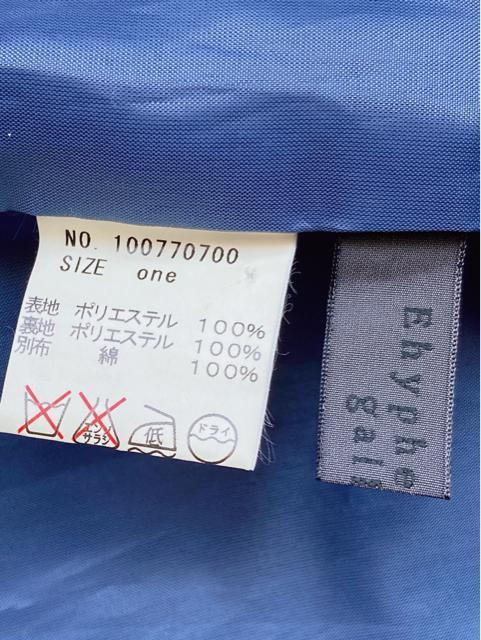 NO. 100770700
SIZE one
表地 ポリエステル 100%
裏地 ポリエステル 100%
別布 綿 100%
エンソ サラシ
低
ドライ
Ehyphe
gall